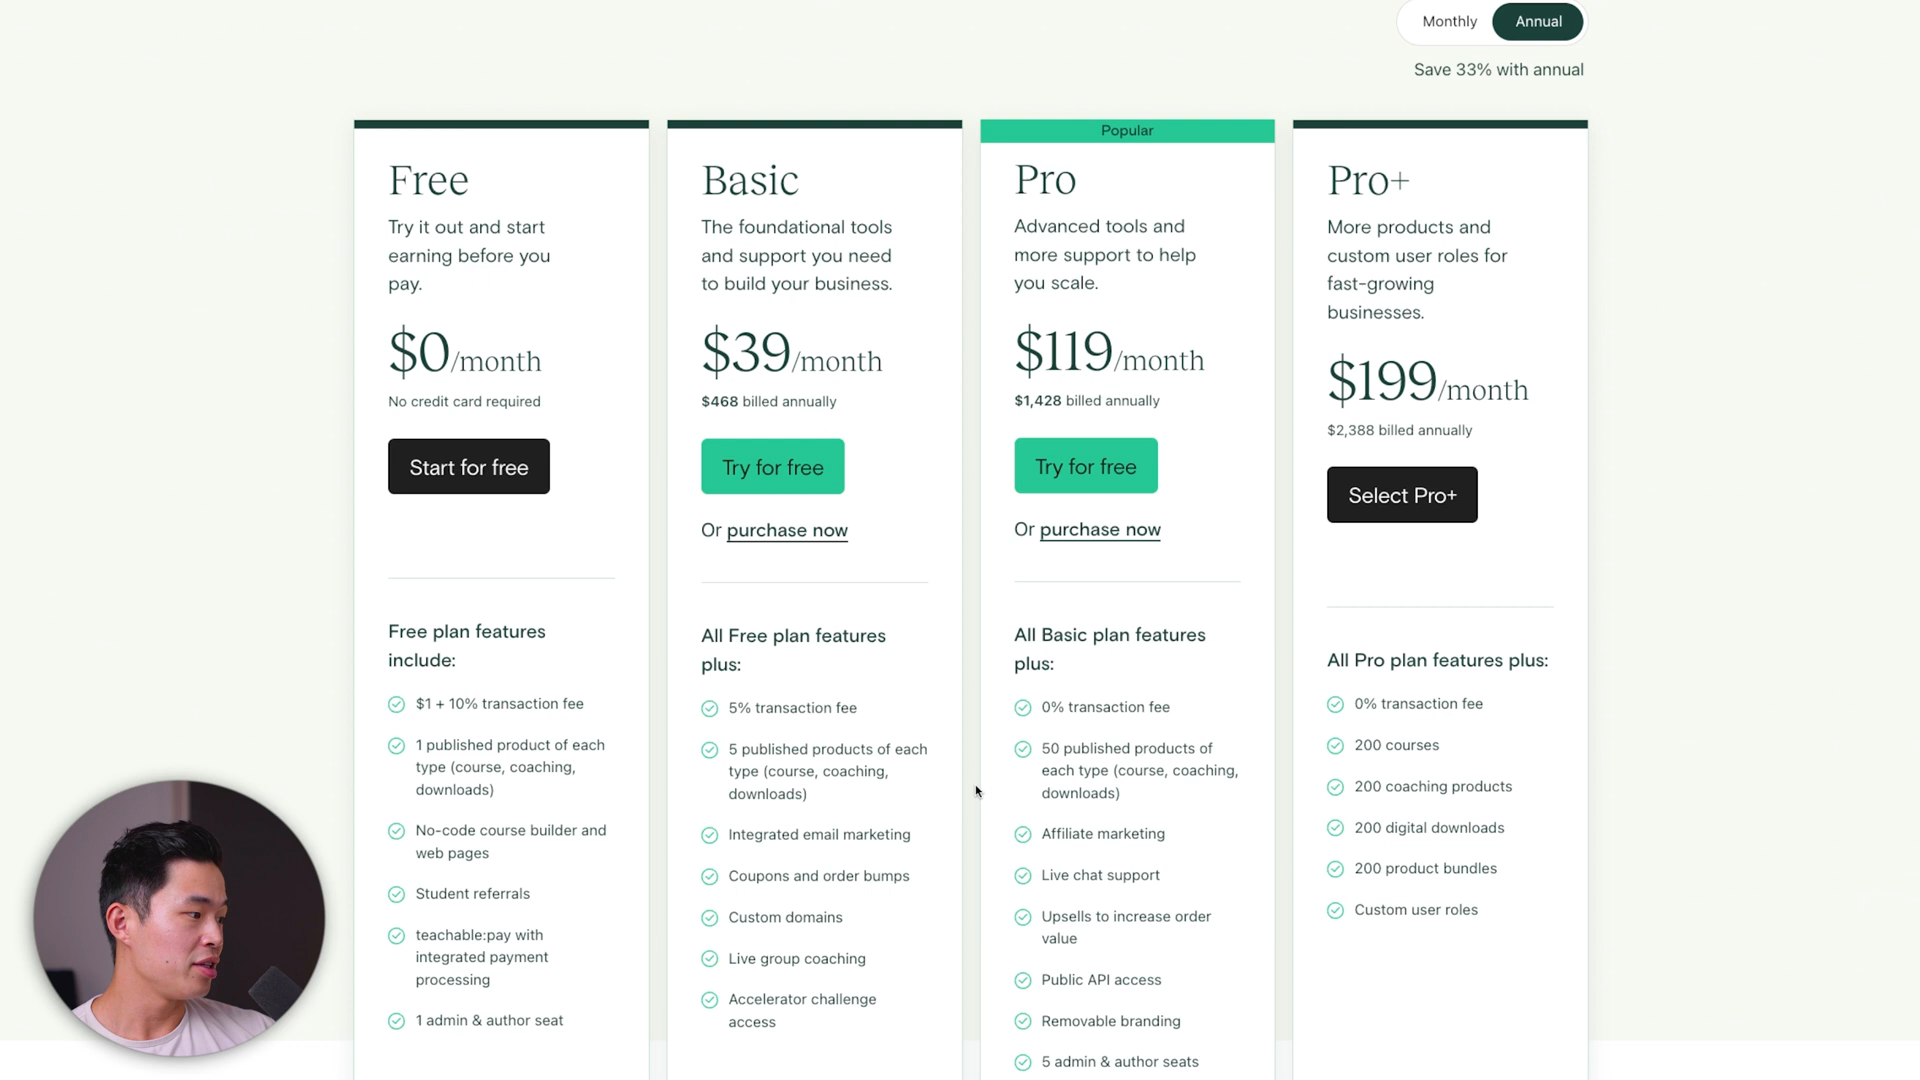 Monthly
Annual
Save 33% with annual
Free
Try it out and start
earning before you
pay.
$0/month
No credit card required
Start for free
Free plan features
include:
$1 + 10% transaction fee
1 published product of each
type (course, coaching,
downloads)
No-code course builder and
web pages
Student referrals
teachable:pay with
integrated payment
processing
1 admin & author seat
Basic
The foundational tools
and support you need
to build your business.
$39/month
$468 billed annually
Try for free
Or purchase now
All Free plan features
plus:
5% transaction fee
5 published products of each
type (course, coaching,
downloads)
Integrated email marketing
Coupons and order bumps
Custom domains
Live group coaching
Accelerator challenge
access
Popular
Pro
Advanced tools and
more support to help
you scale.
$119/month
$1,428 billed annually
Try for free
Or purchase now
All Basic plan features
plus:
0% transaction fee
50 published products of
each type (course, coaching,
downloads)
Affiliate marketing
Live chat support
Upsells to increase order
value
Public API access
Removable branding
5 admin & author seats
Pro+
More products and
custom user roles for
fast-growing
businesses.
$199/month
$2,388 billed annually
Select Pro+
All Pro plan features plus:
0% transaction fee
200 courses
200 coaching products
200 digital downloads
200 product bundles
Custom user roles